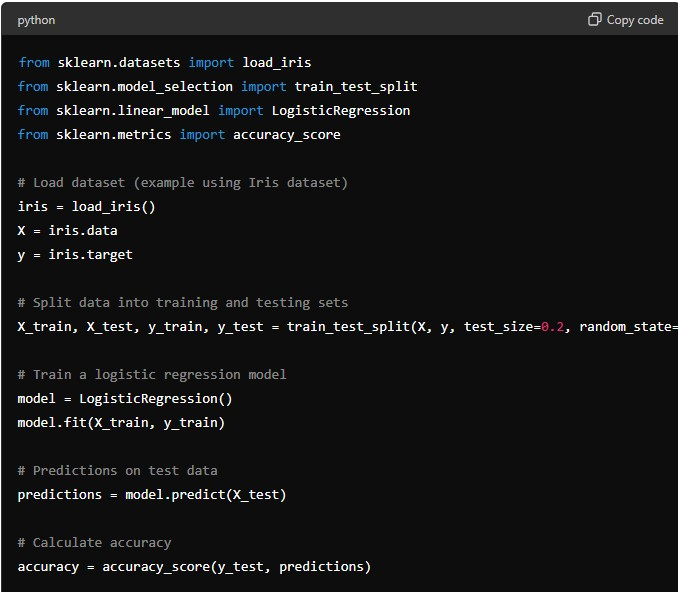 python
Copy code
from sklearn.datasets import load_iris
from sklearn.model_selection import train_test_split
from sklearn.linear_model import LogisticRegression
from sklearn.metrics import accuracy_score
# Load dataset (example using Iris dataset)
iris = load_iris()
X = iris.data
y = iris.target
# Split data into training and testing sets
X_train, X_test, y_train, y_test = train_test_split(X, y, test_size=0.2, random_state=
# Train a logistic regression model
model = LogisticRegression()
model.fit(X_train, y_train)
# Predictions on test data
predictions = model.predict(X_test)
# Calculate accuracy
accuracy = accuracy_score(y_test, predictions)